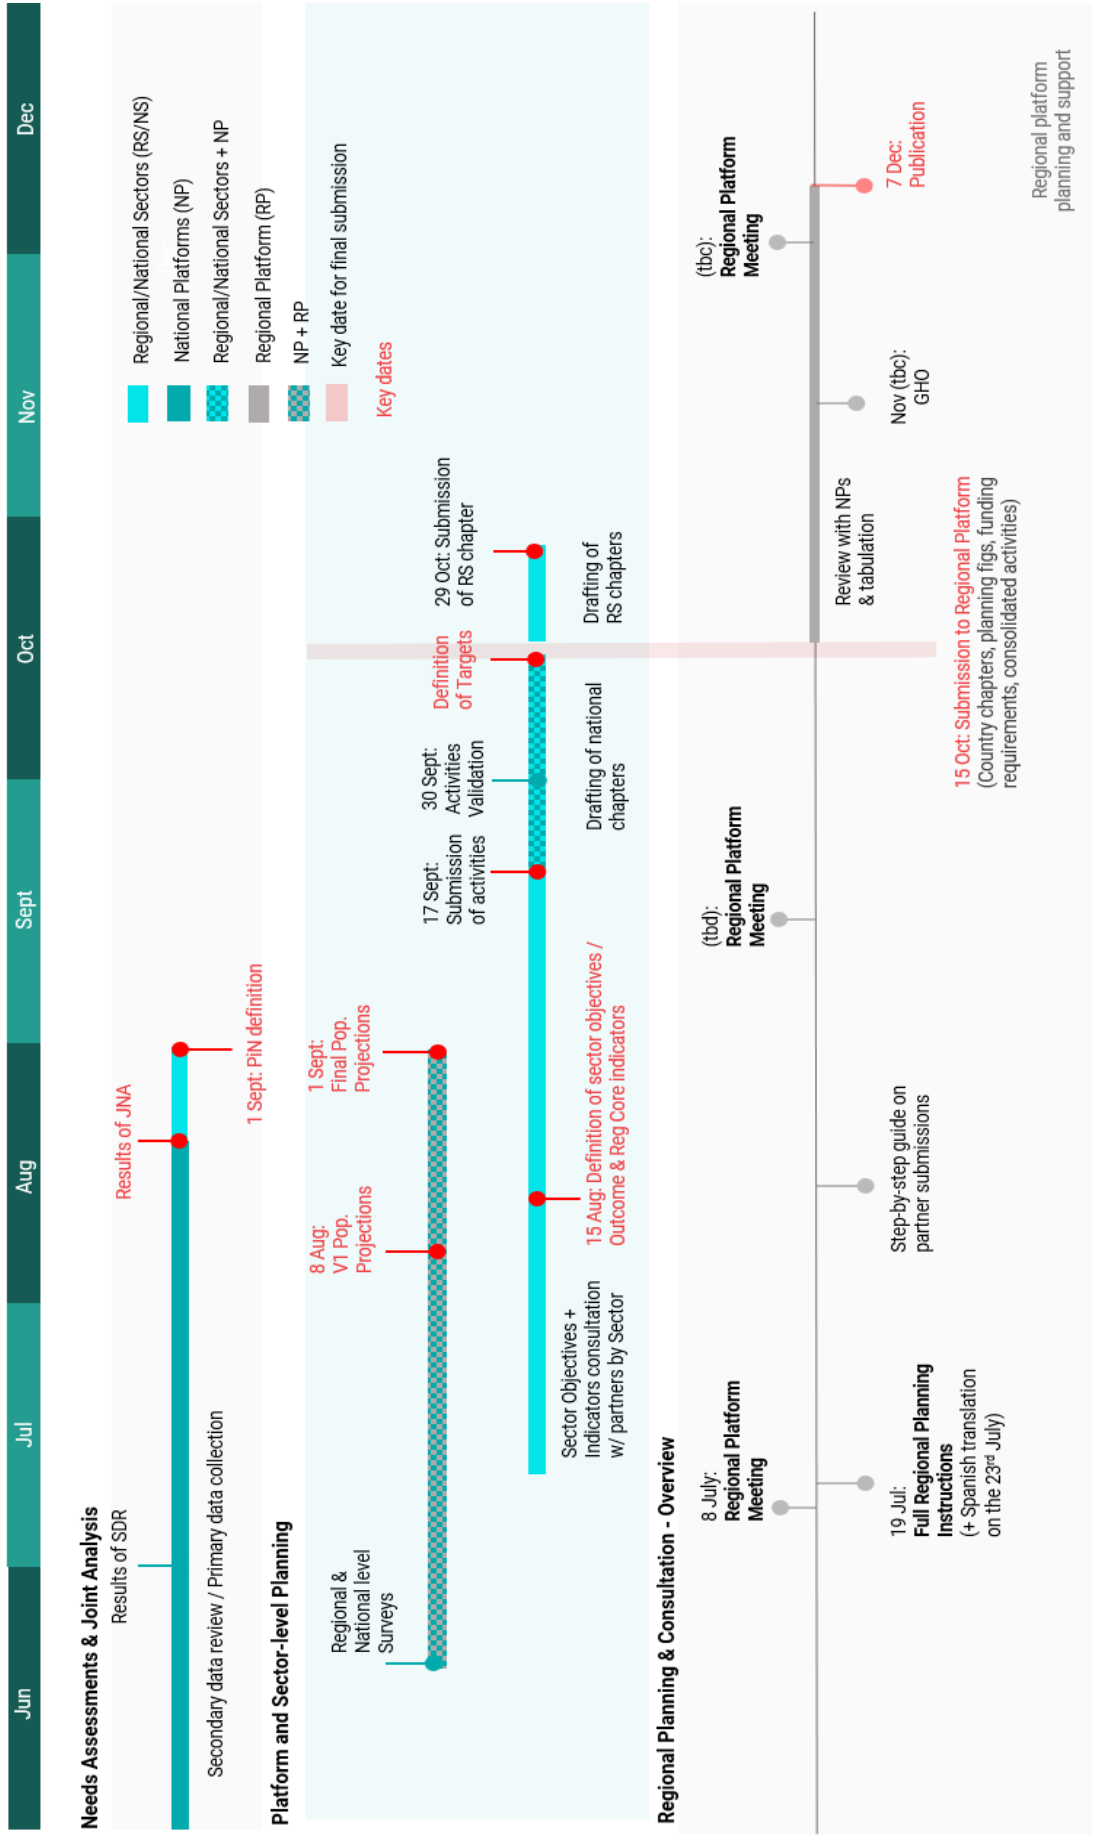 Jun
Jul
Aug
Sept
Oct
Nov
Dec
Needs Assessments & Joint Analysis
Results of SDR
Results of JNA
Secondary data review / Primary data collection
1 Sept: PiN definition
Regional/National Sectors (RS/NS)
National Platforms (NP)
Regional/National Sectors + NP
Regional Platform (RP)
NP + RP
Key date for final submission
Key dates
Platform and Sector-level Planning
Regional &
National level
Surveys
8 Aug:
V1 Pop.
Projections
1 Sept:
Final Pop.
Projections
17 Sept:
Submission
of activities
30 Sept:
Activities
Validation
Definition
of Targets
29 Oct: Submission
of RS chapter
Sector Objectives +
Indicators consultation
w/ partners by Sector
15 Aug: Definition of sector objectives /
Outcome & Reg Core indicators
Drafting of national
chapters
Drafting of
RS chapters
Regional Planning & Consultation - Overview
8 July:
Regional Platform
Meeting
(tbd):
Regional Platform
Meeting
(tbc):
Regional Platform
Meeting
19 Jul:
Full Regional Planning
Instructions
(+ Spanish translation
on the 23rd July)
Step-by-step guide on
partner submissions
Review with NPs
& tabulation
Nov (tbc):
GHO
7 Dec:
Publication
15 Oct: Submission to Regional Platform
(Country chapters, planning figs, funding
requirements, consolidated activities)
Regional platform
planning and support